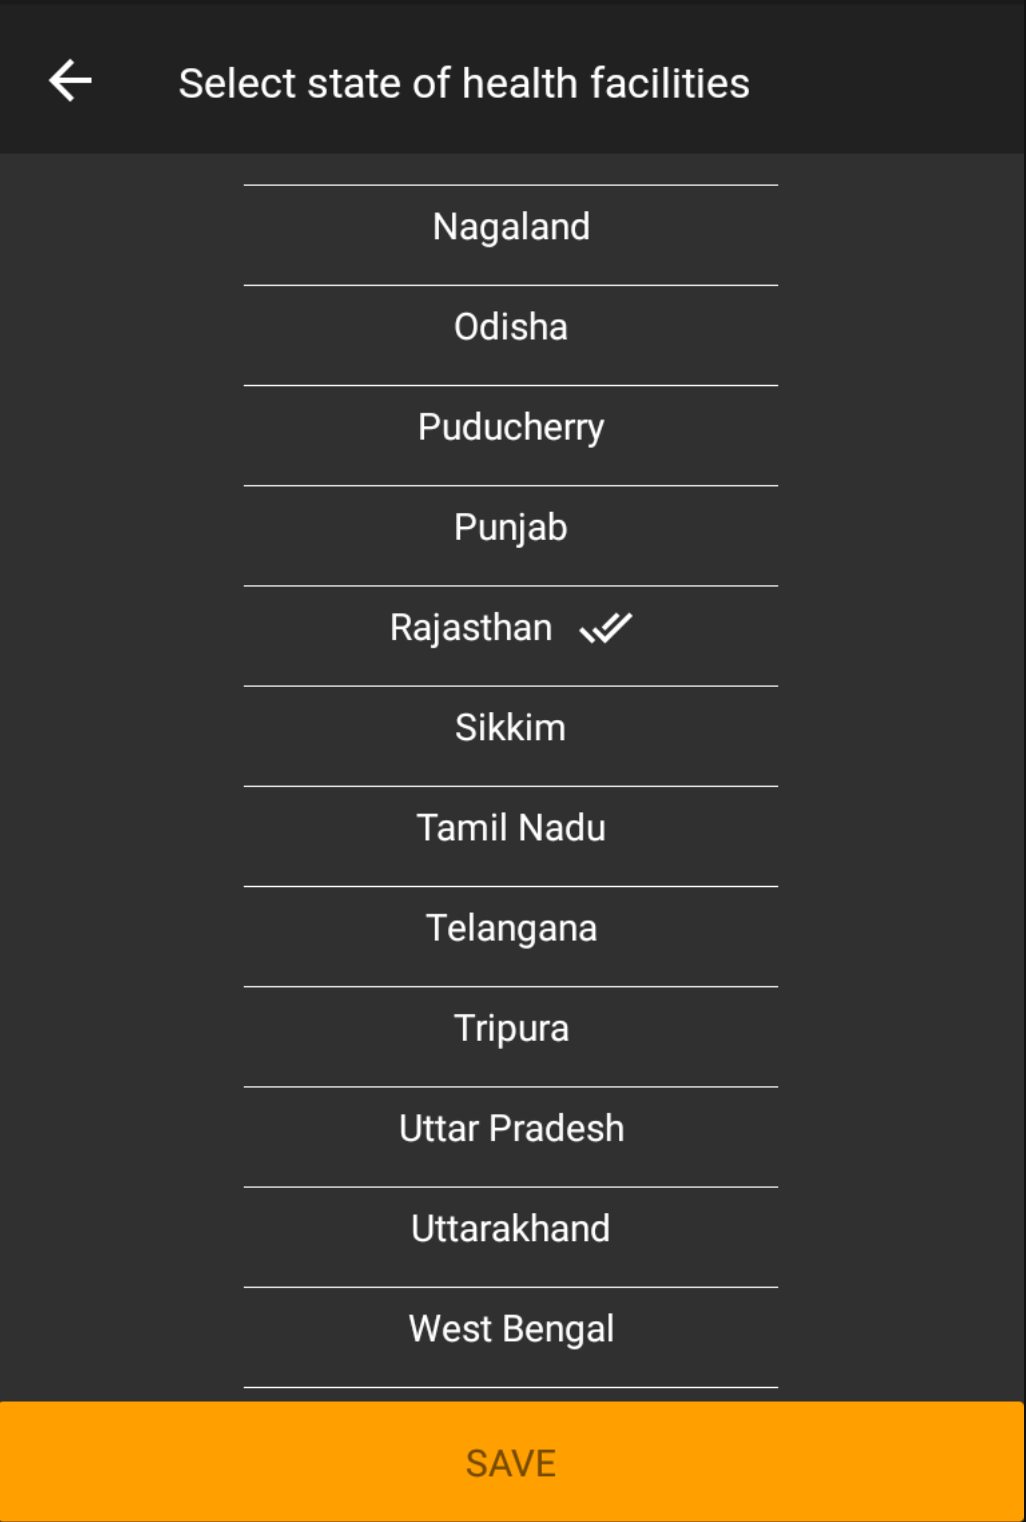 Select state of health facilities
Nagaland
Odisha
Puducherry
Punjab
Rajasthan
Sikkim
Tamil Nadu
Telangana
Tripura
Uttar Pradesh
Uttarakhand
West Bengal
SAVE